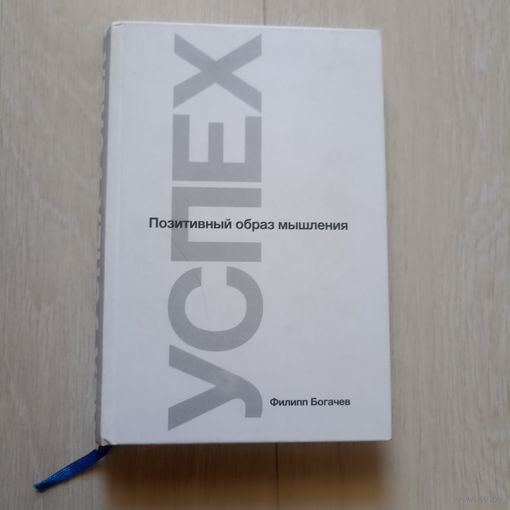 УСПЕХ
Позитивный образ мышления
Филипп Богачев